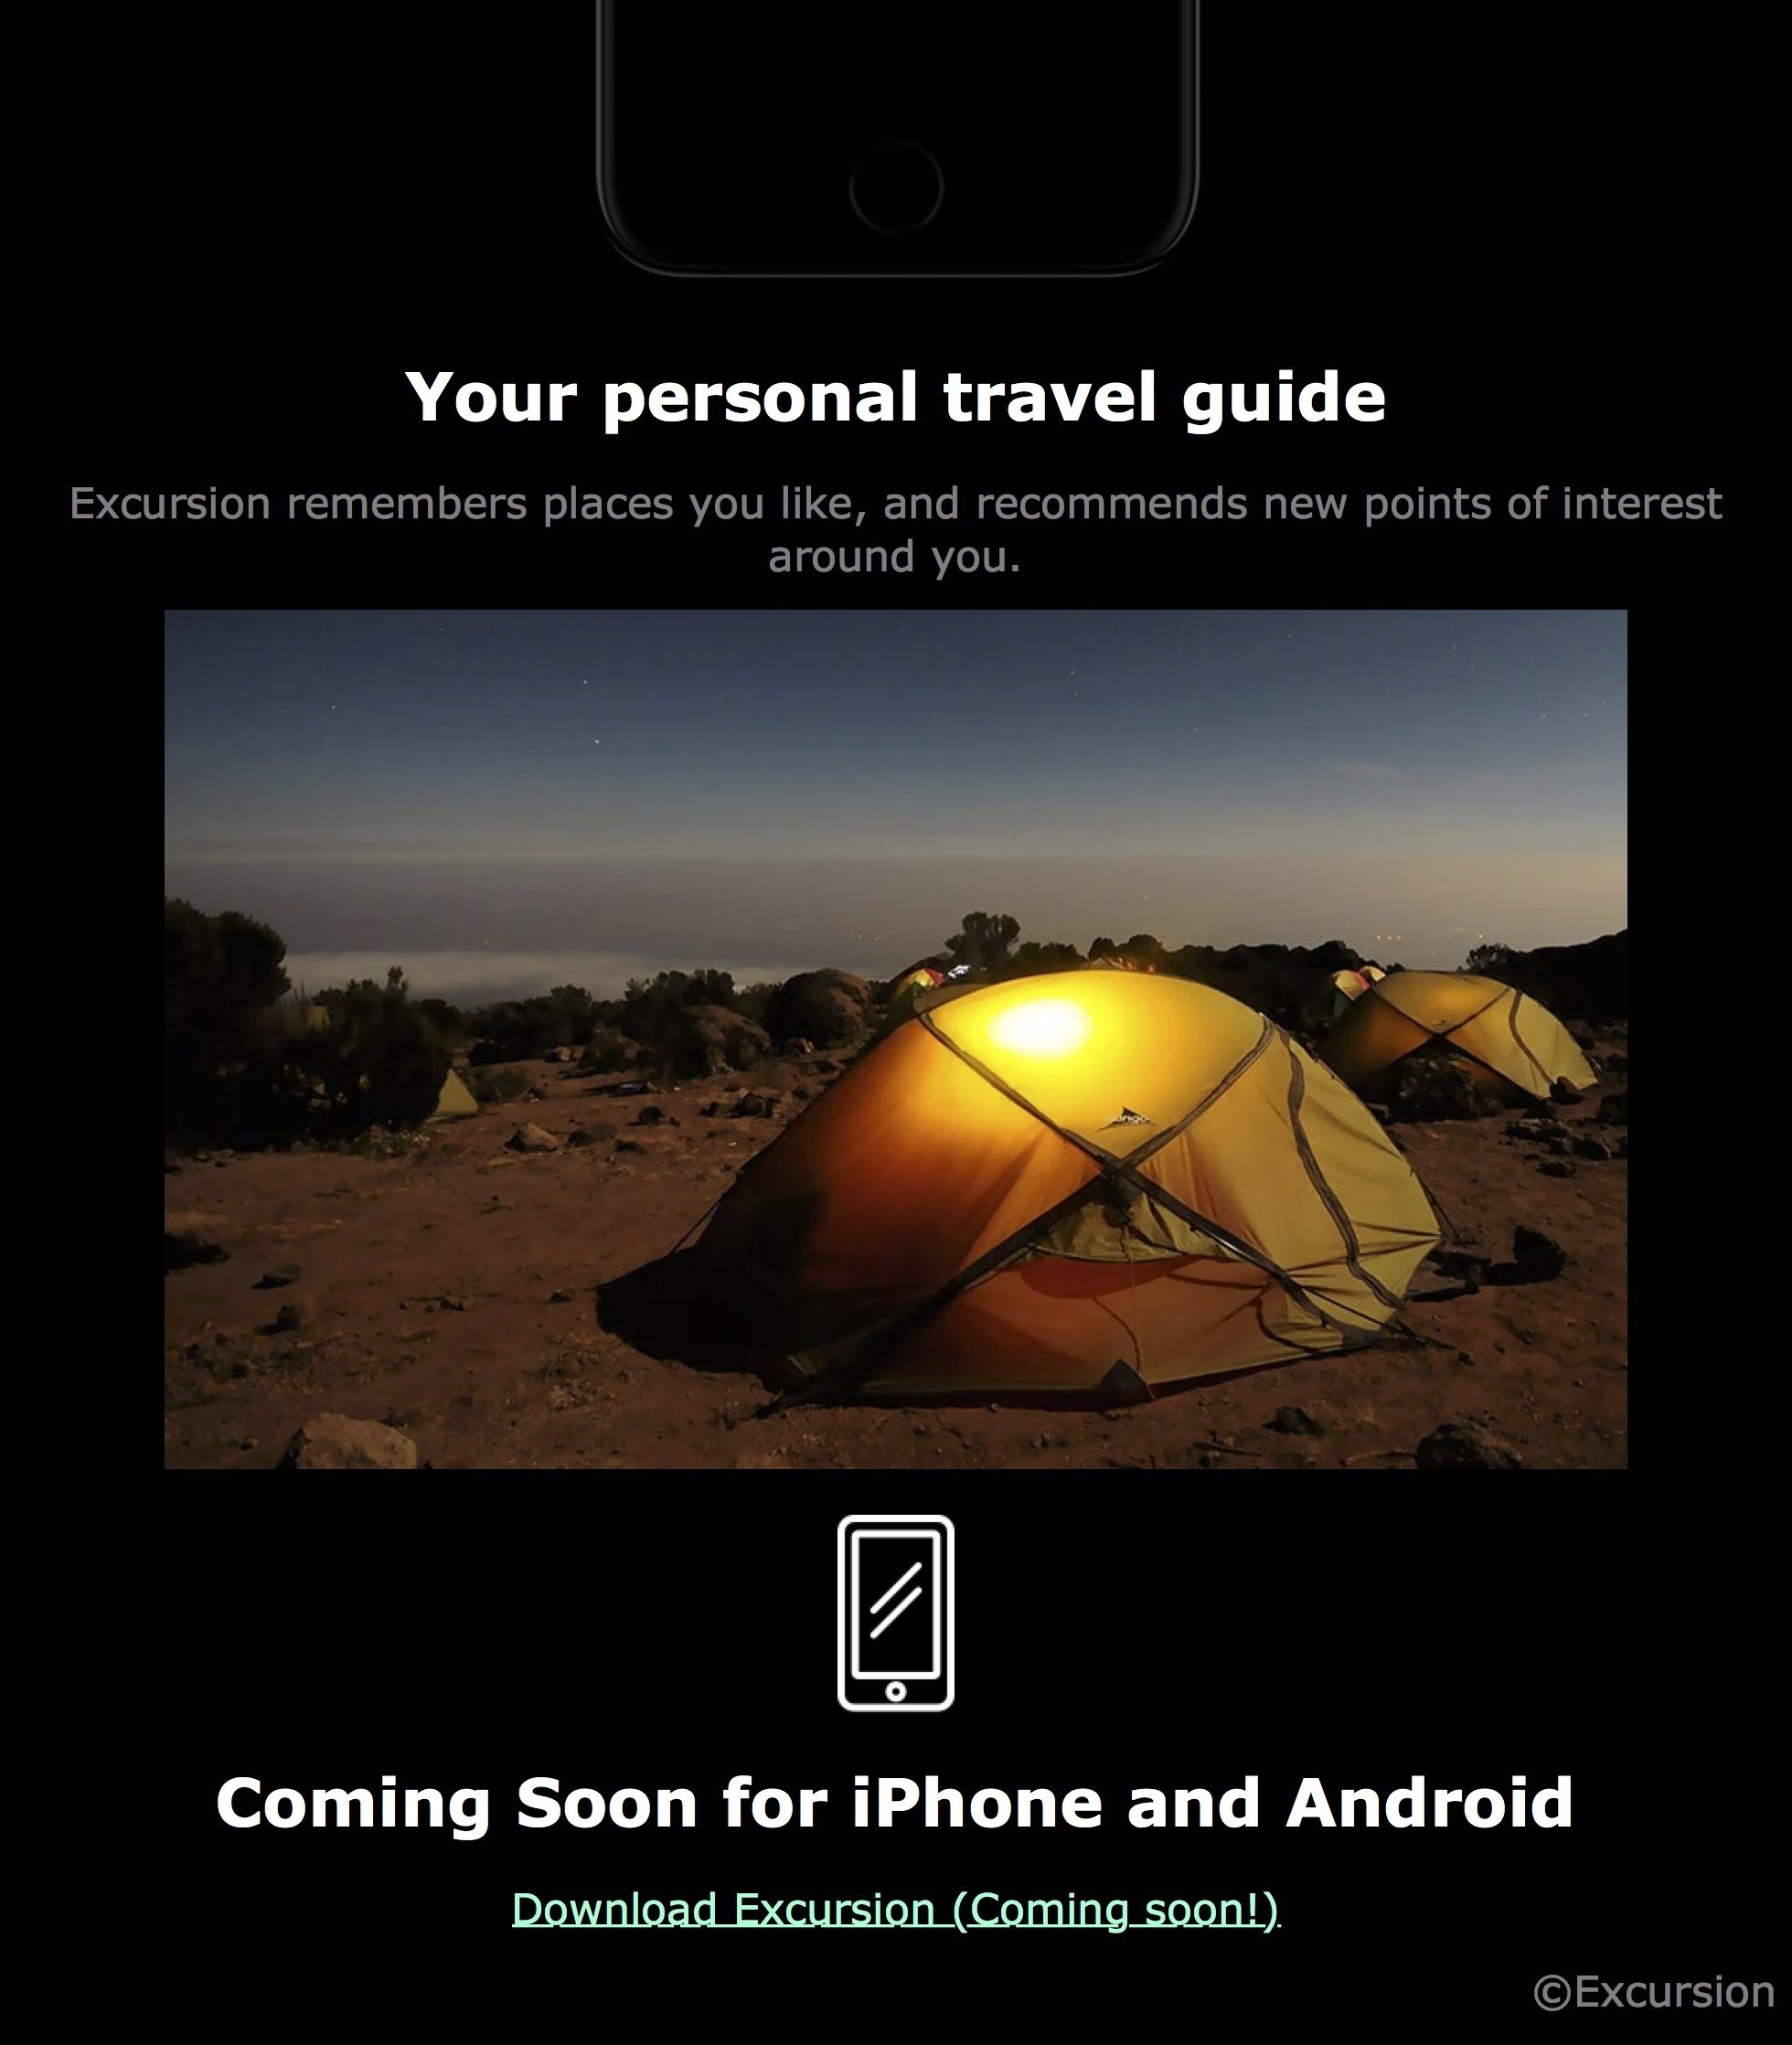 Your personal travel guide
Excursion remembers places you like, and recommends new points of interest
around you.
Coming Soon for iPhone and Android
Download Excursion (Coming soon!)
©Excursion